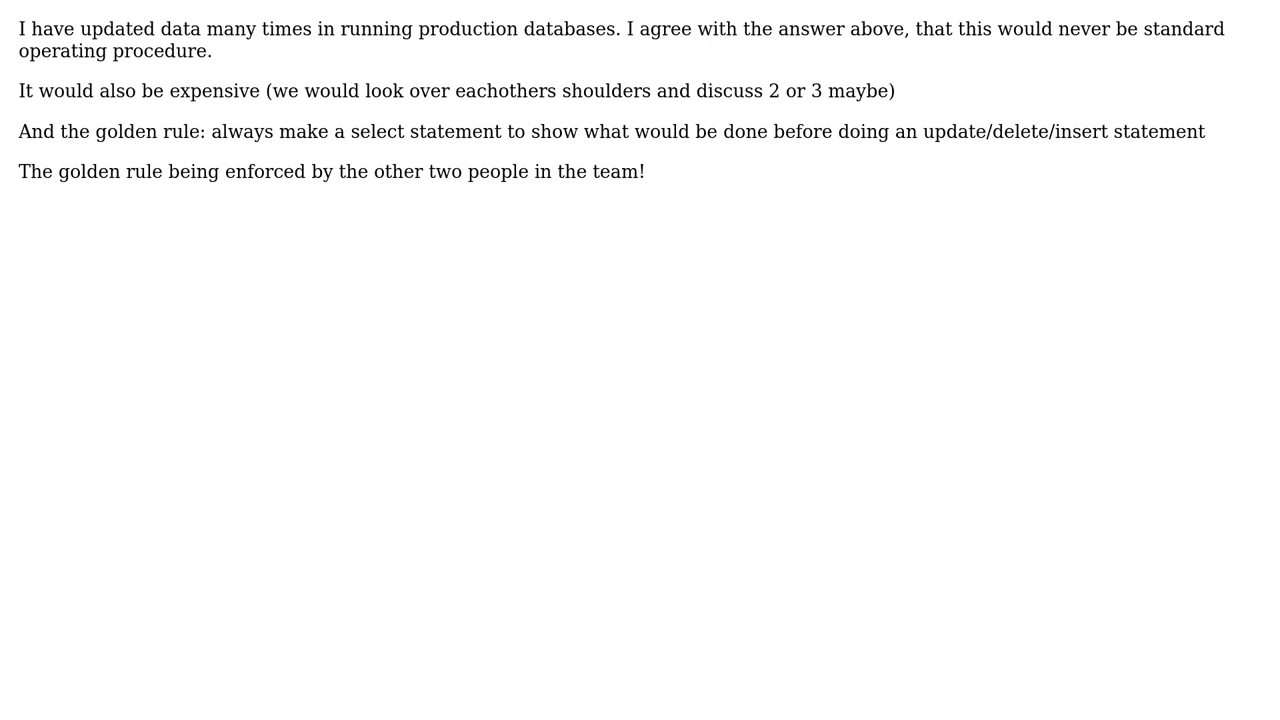 I have updated data many times in running production databases. I agree with the answer above, that this would never be standard
operating procedure.
It would also be expensive (we would look over eachothers shoulders and discuss 2 or 3 maybe)
And the golden rule: always make a select statement to show what would be done before doing an update/delete/insert statement
The golden rule being enforced by the other two people in the team!